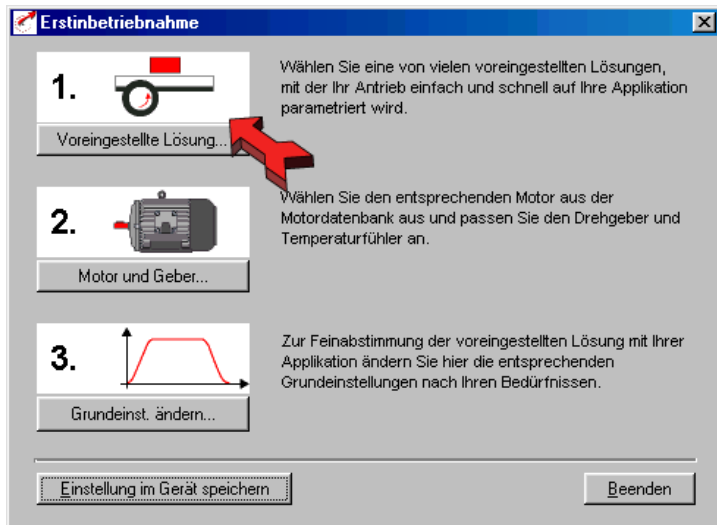 Erstinbetriebnahme
1.
Wählen Sie eine von vielen voreingestellten Lösungen,
mit der Ihr Antrieb einfach und schnell auf Ihre Applikation
parametriert wird.
Voreingestellte Lösung...
2.
Wählen Sie den entsprechenden Motor aus der
Motordatenbank aus und passen Sie den Drehgeber und
Temperaturfühler an.
Motor und Geber...
3.
Zur Feinabstimmung der voreingestellten Lösung mit Ihrer
Applikation ändern Sie hier die entsprechenden
Grundeinstellungen nach Ihren Bedürfnissen.
Grundeinst. ändern...
Einstellung im Gerät speichern
Beenden